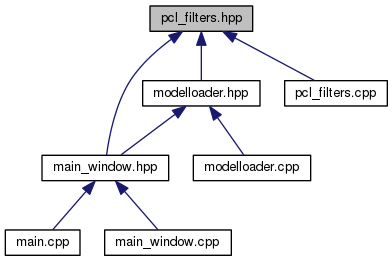 pcl_filters.hpp
modelloader.hpp
pcl_filters.cpp
main_window.hpp
modelloader.cpp
main.cpp
main_window.cpp